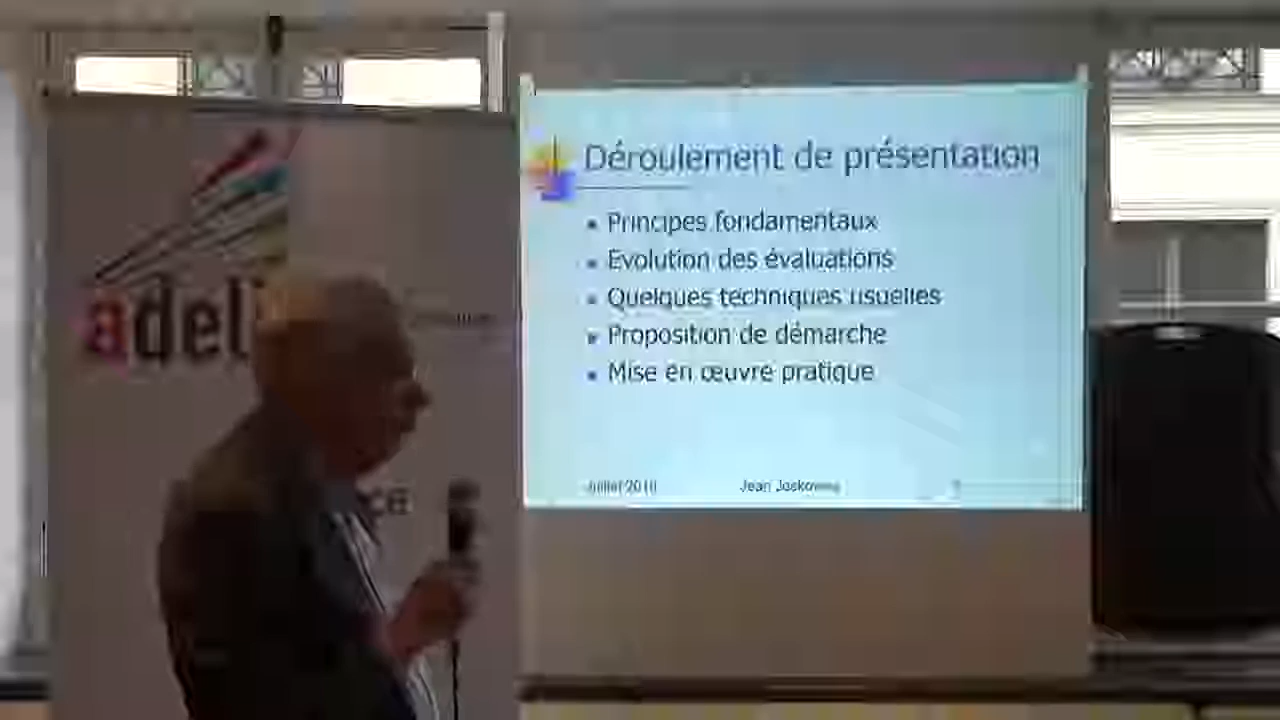 adeli
Déroulement de présentation
Principes fondamentaux
Evolution des évaluations
Quelques techniques usuelles
Proposition de démarche
Mise en œuvre pratique
Juillet 2010 Jean